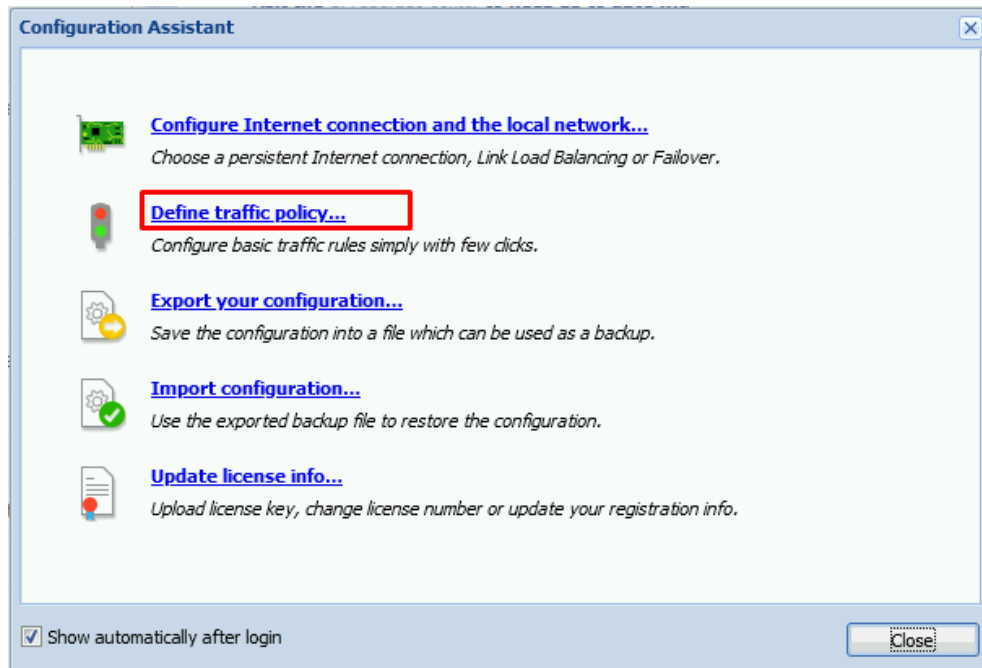 Configuration Assistant
Configure Internet connection and the local network...
Choose a persistent Internet connection, Link Load Balancing or Failover.
Define traffic policy...
Configure basic traffic rules simply with few clicks.
Export your configuration...
Save the configuration into a file which can be used as a backup.
Import configuration...
Use the exported backup file to restore the configuration.
Update license info...
Upload license key, change license number or update your registration info.
Show automatically after login
Close